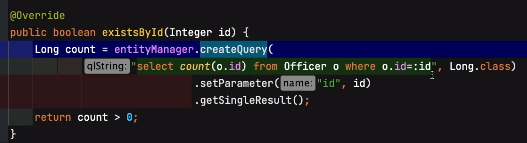 @Override
public boolean existsById(Integer id) {
Long count = entityManager.createQuery(
qlString: "select count(o.id) from Officer o where o.id=:id", Long.class)
.setParameter( name: "id", id)
.getSingleResult();
return count > 0;
}